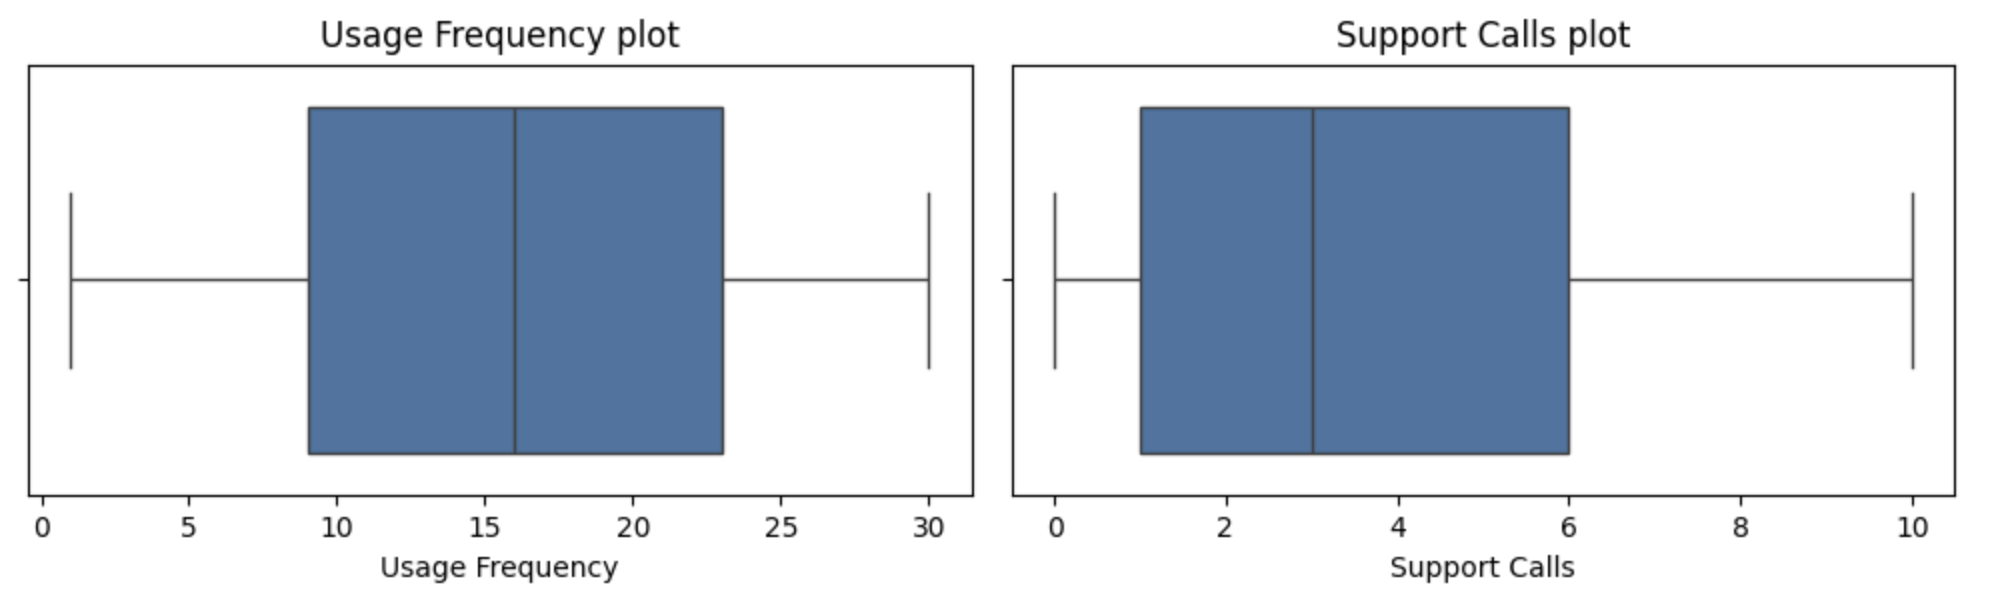 Usage Frequency plot
0 5 10 15 20 25 30
Usage Frequency
Support Calls plot
0 2 4 6 8 10
Support Calls